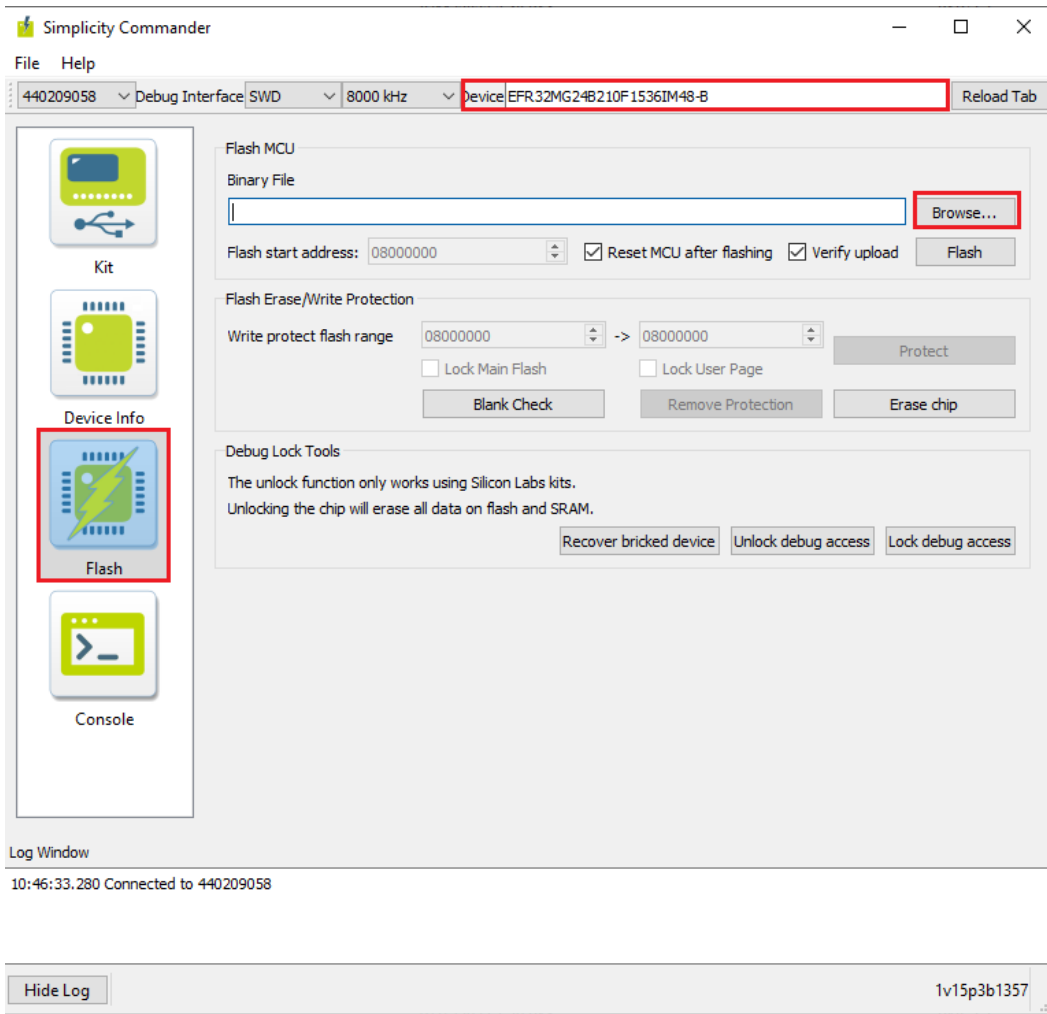 Simplicity Commander
File Help
440209058 Debug Interface SWD 8000 kHz Device EFR32MG24B210F1536IM48-B Reload Tab
Flash MCU
Binary File
Browse...
Flash start address: 08000000 Reset MCU after flashing Verify upload Flash
Kit
Flash Erase/Write Protection
Write protect flash range 08000000 -> 08000000 Protect
Lock Main Flash Lock User Page
Blank Check Remove Protection Erase chip
Device Info
Debug Lock Tools
The unlock function only works using Silicon Labs kits.
Unlocking the chip will erase all data on flash and SRAM.
Recover bricked device Unlock debug access Lock debug access
Flash
Console
Log Window
10:46:33.280 Connected to 440209058
Hide Log 1v15p3b1357